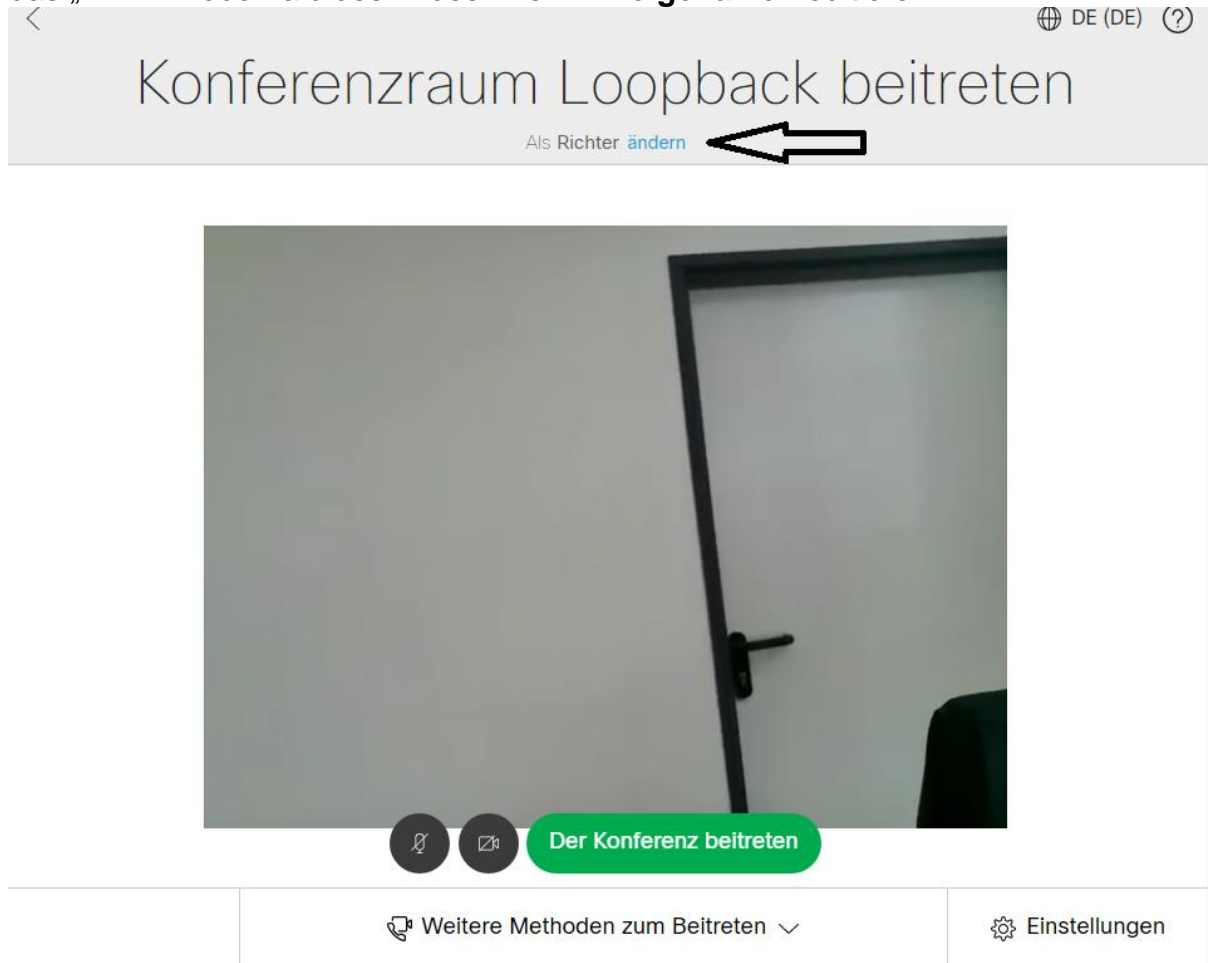 DE (DE)
Konferenzraum Loopback beitreten
Als Richter ändern
Der Konferenz beitreten
Weitere Methoden zum Beitreten
Einstellungen